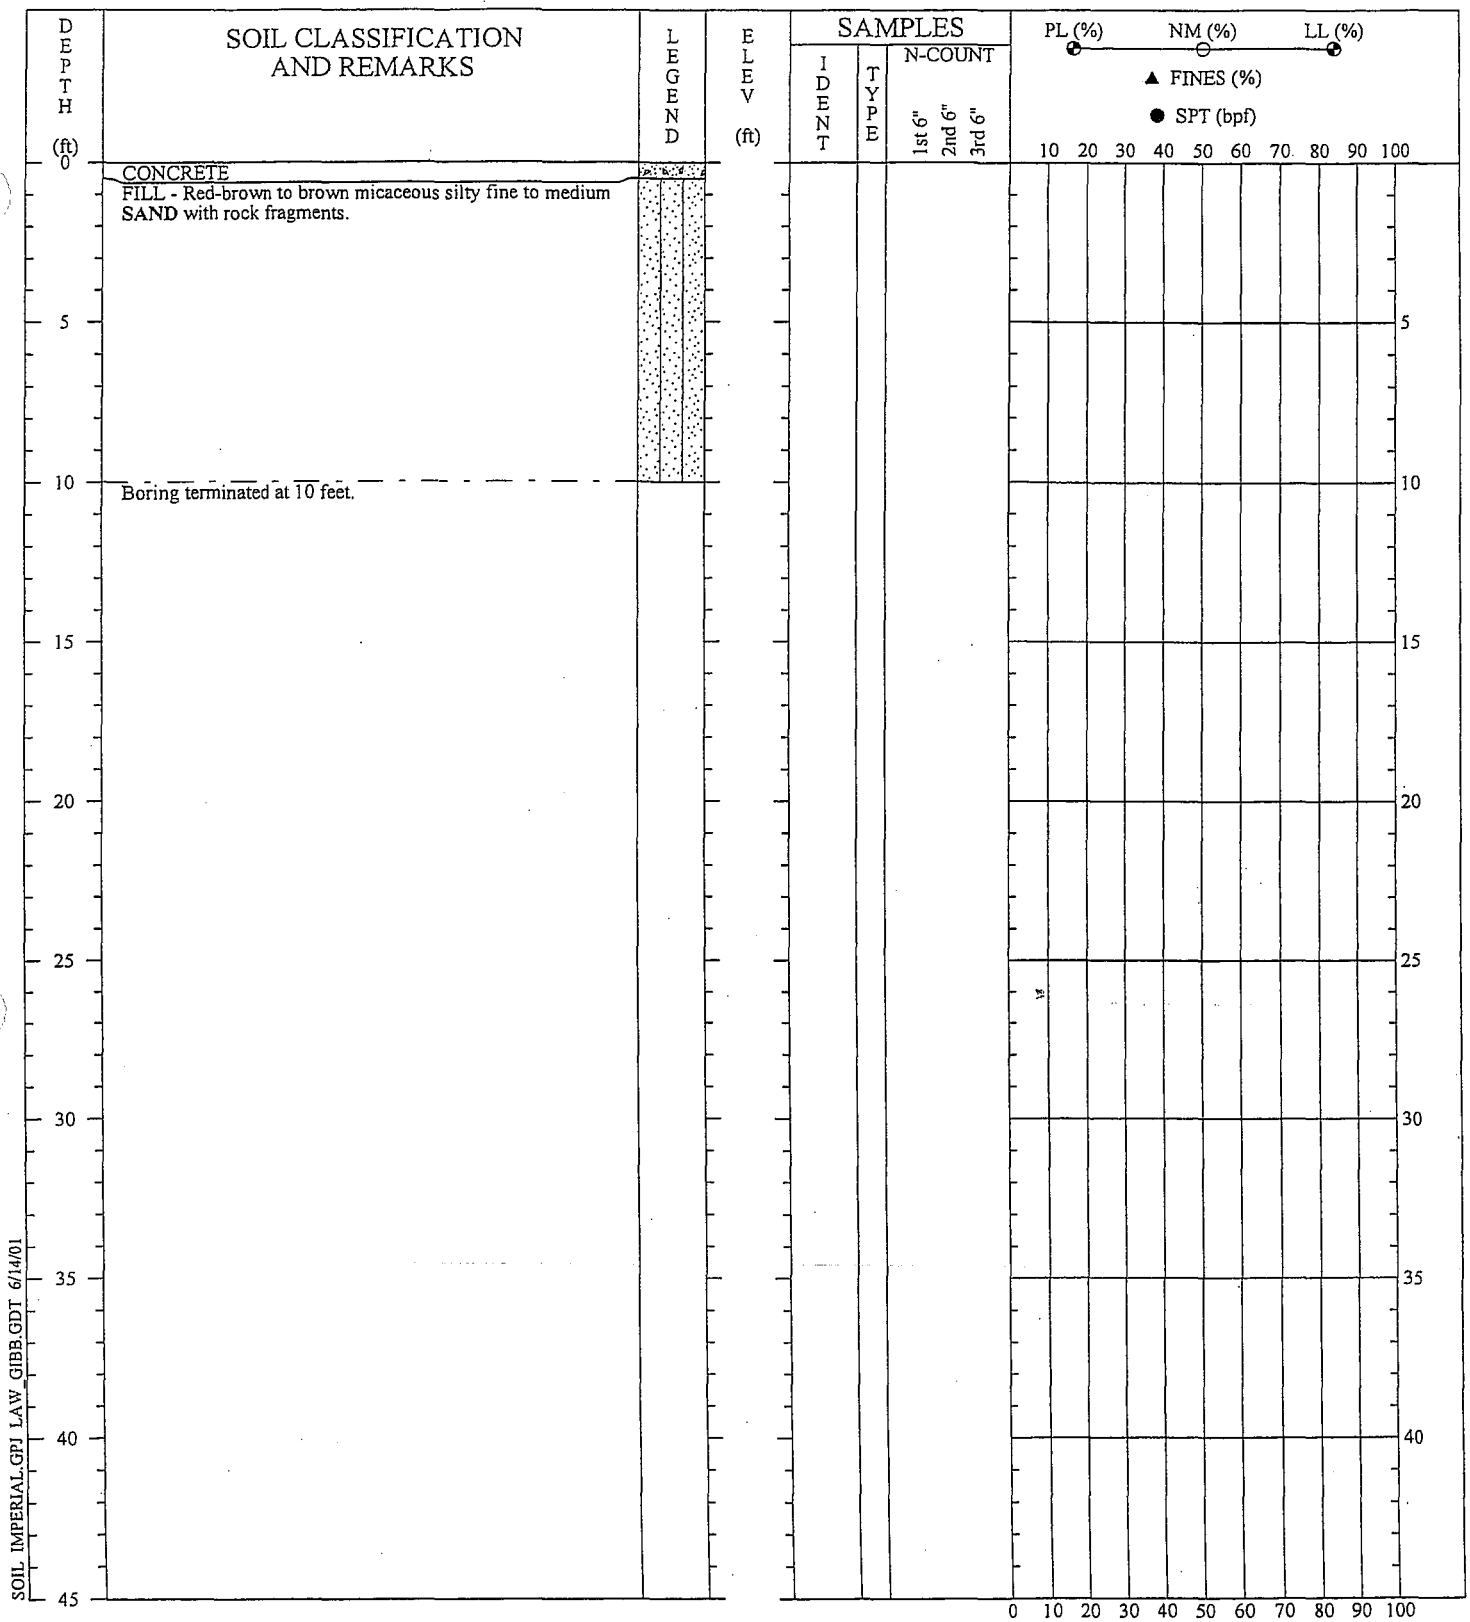 DEPTH (ft)
SOIL CLASSIFICATION
AND REMARKS
LEGEND
ELEV (ft)
SAMPLES
IDENT
TYPE
N-COUNT
1st 6"
2nd 6"
3rd 6"
PL (%) NM (%) LL (%)
▲ FINES (%)
● SPT (bpf)
10 20 30 40 50 60 70 80 90 100
0
CONCRETE
FILL - Red-brown to brown micaceous silty fine to medium
SAND with rock fragments.
5 5
10 10
Boring terminated at 10 feet.
15 15
20 20
25 25
30 30
35 35
40 40
45
0 10 20 30 40 50 60 70 80 90 100
SOIL IMPERIAL.GPJ LAW_GIBB.GDT 6/14/01